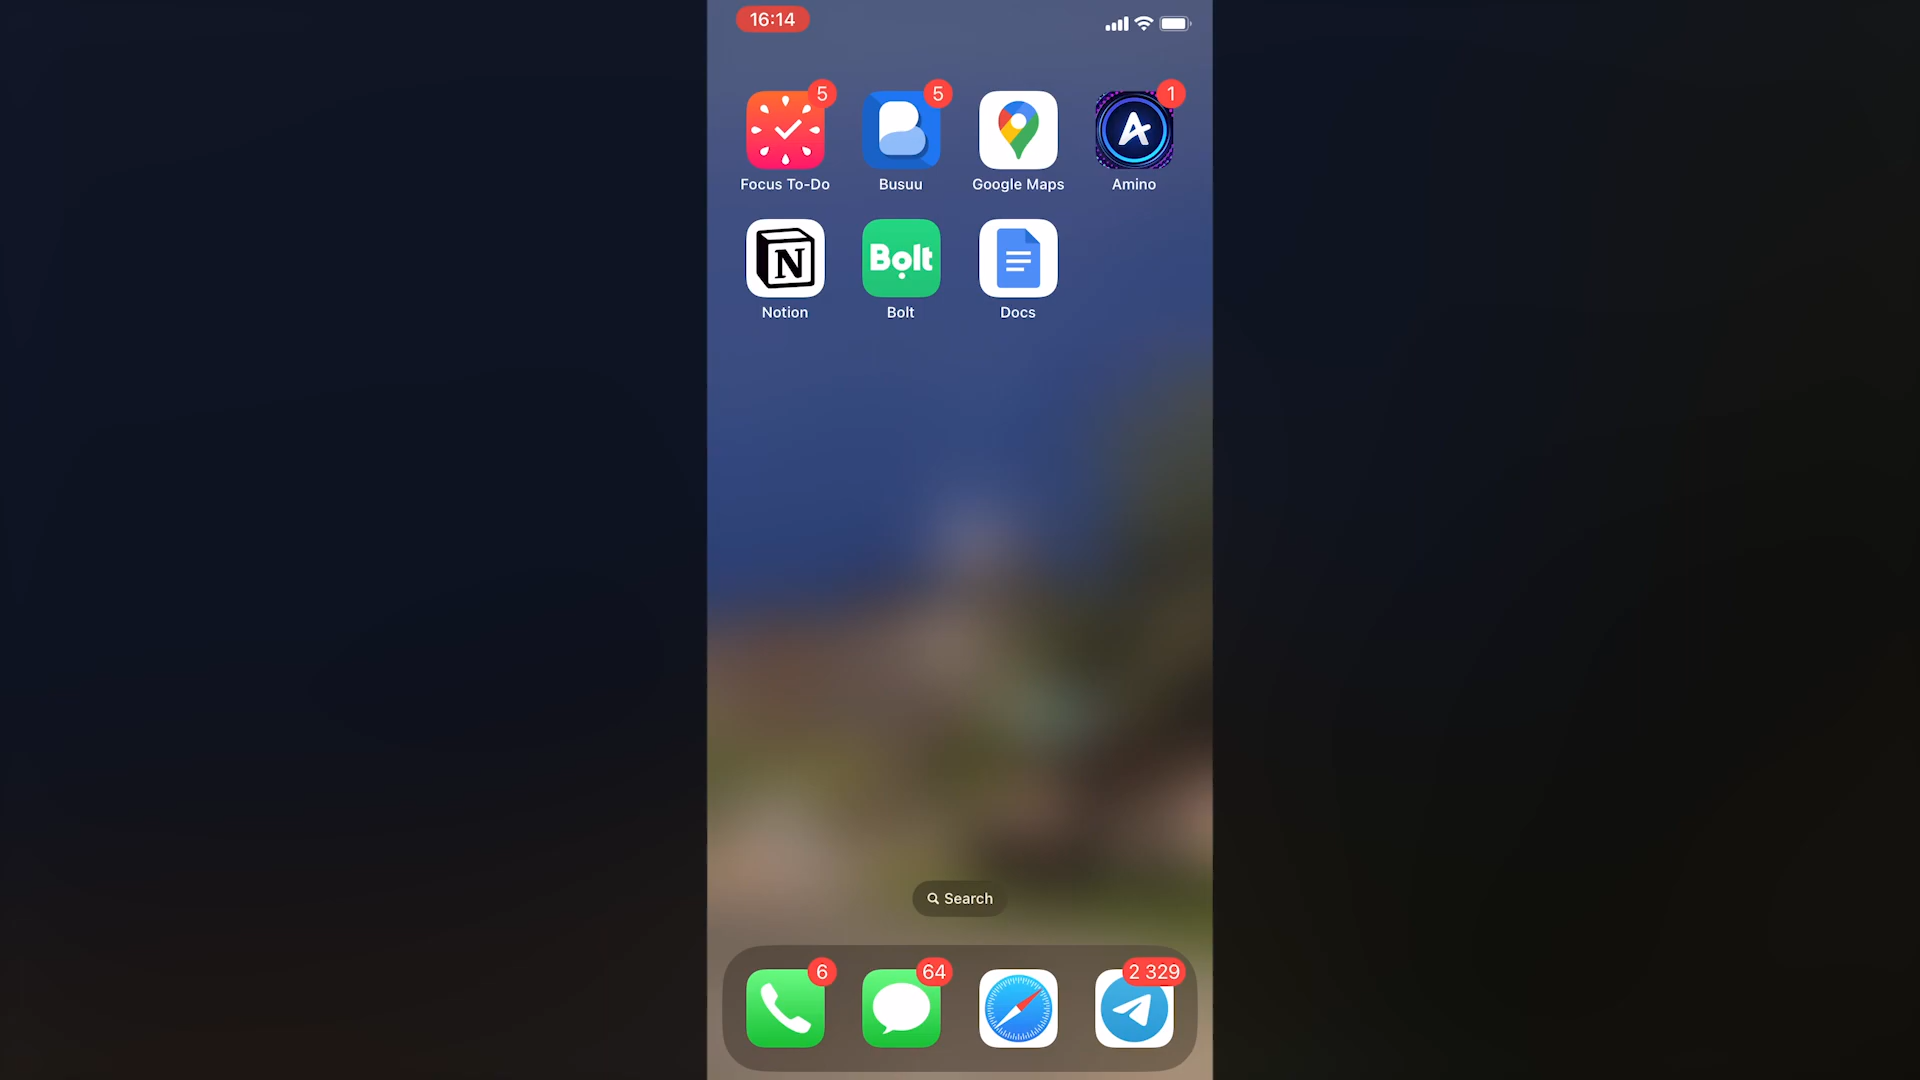 16:14
5
5
1
Focus To-Do
Busuu
Google Maps
Amino
N
Bolt
Notion
Bolt
Docs
Search
6
64
2 329